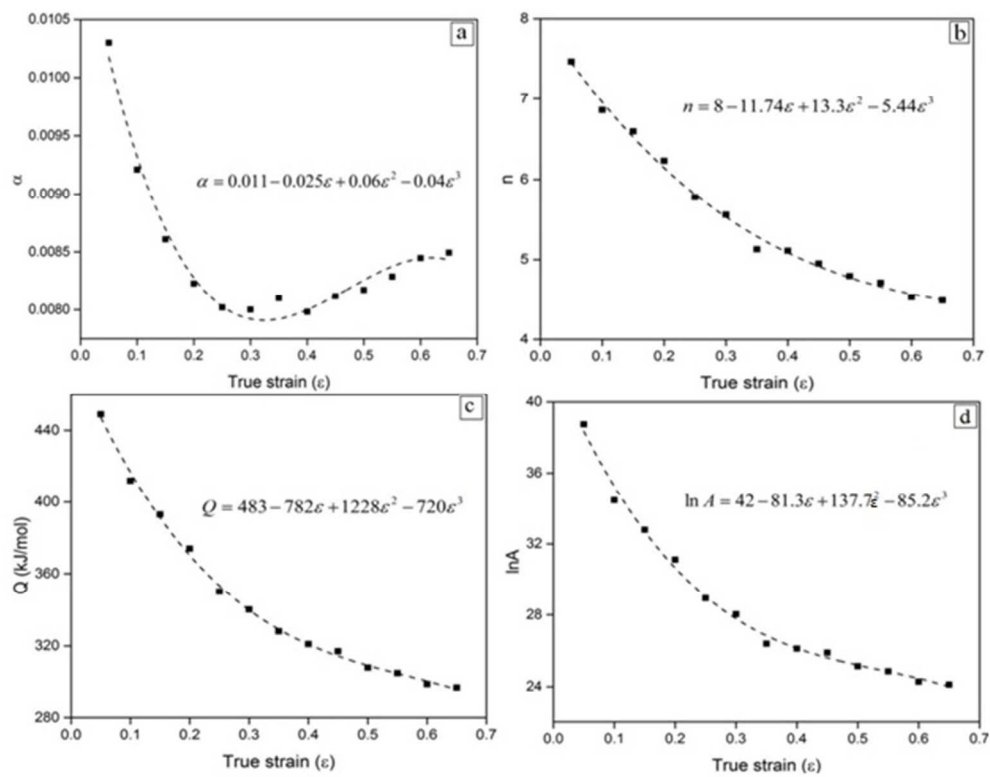 a
α = 0.011−0.025ε+0.06ε²−0.04ε³
α
0.0105
0.0100
0.0095
0.0090
0.0085
0.0080
0.0 0.1 0.2 0.3 0.4 0.5 0.6 0.7
True strain (ε)
b
n = 8−11.74ε+13.3ε²−5.44ε³
n
8
7
6
5
4
0.0 0.1 0.2 0.3 0.4 0.5 0.6 0.7
True strain (ε)
c
Q = 483−782ε+1228ε²−720ε³
Q (kJ/mol)
440
400
360
320
280
0.0 0.1 0.2 0.3 0.4 0.5 0.6 0.7
True strain (ε)
d
ln A = 42−81.3ε+137.7ε²−85.2ε³
lnA
40
36
32
28
24
0.0 0.1 0.2 0.3 0.4 0.5 0.6 0.7
True strain (ε)